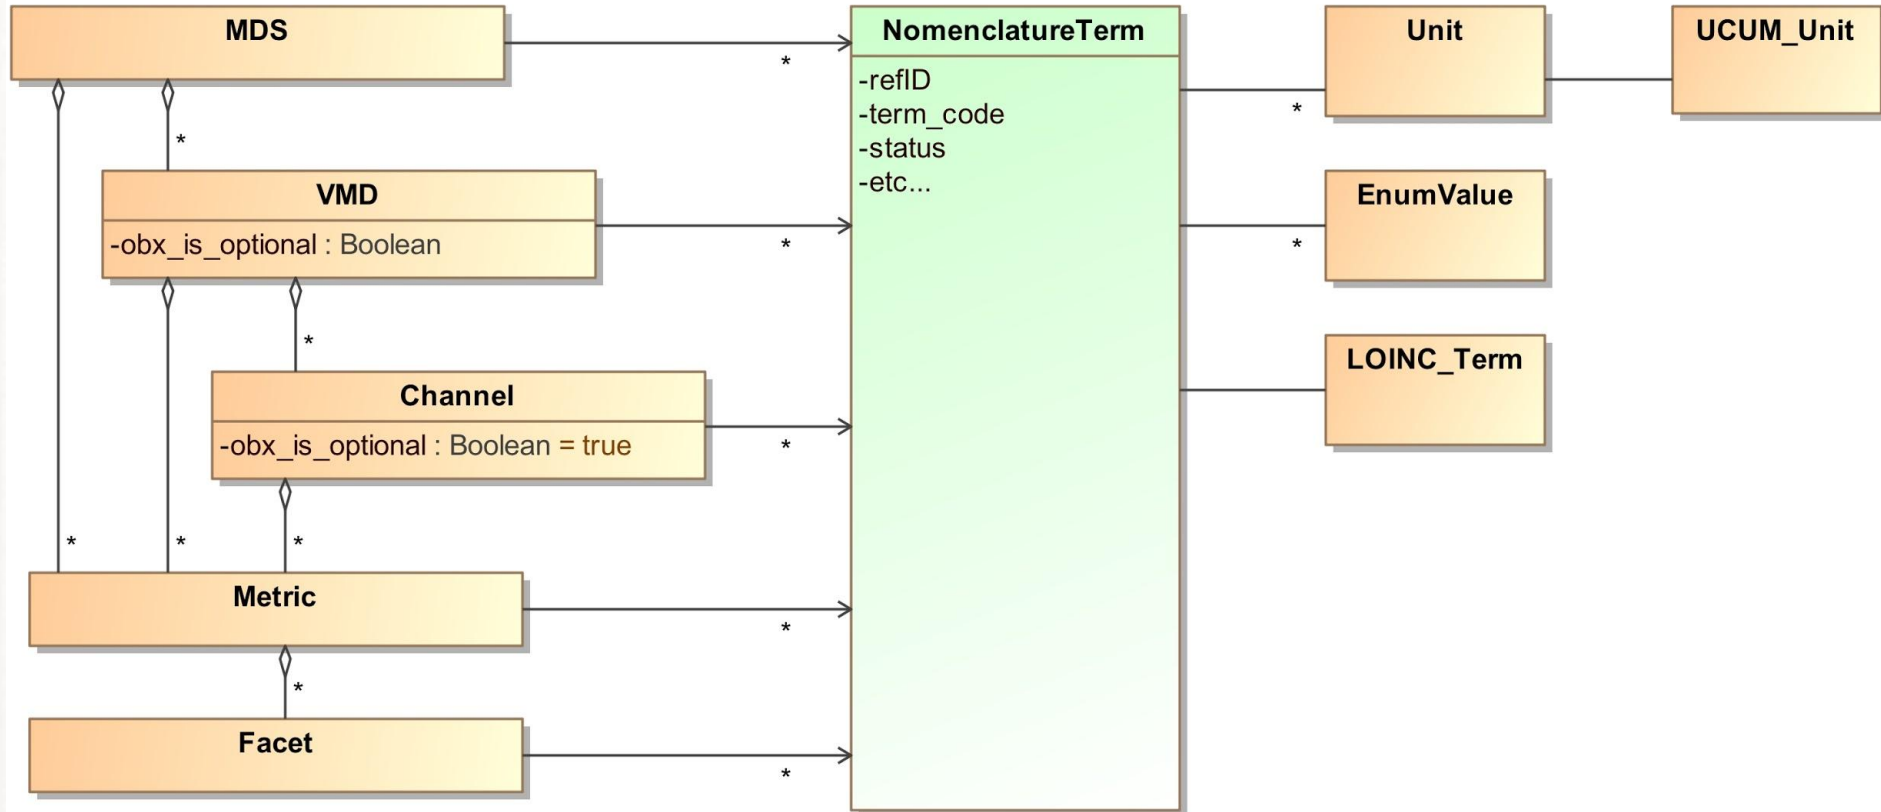 MDS
*
NomenclatureTerm
-refID
-term_code
-status
-etc...
Unit
*
UCUM_Unit
*
VMD
-obx_is_optional : Boolean
*
EnumValue
*
*
Channel
-obx_is_optional : Boolean = true
*
LOINC_Term
*
*
*
Metric
*
*
Facet
*